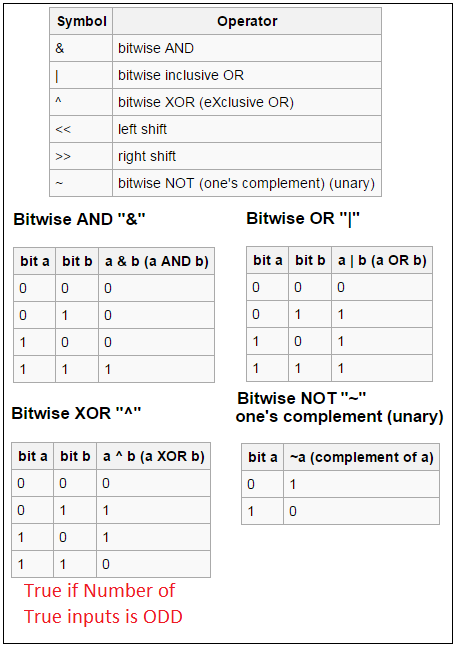 Symbol Operator
& bitwise AND
| bitwise inclusive OR
^ bitwise XOR (eXclusive OR)
<< left shift
>> right shift
~ bitwise NOT (one's complement) (unary)
Bitwise AND "&"
bit a bit b a & b (a AND b)
0 0 0
0 1 0
1 0 0
1 1 1
Bitwise OR "|"
bit a bit b a | b (a OR b)
0 0 0
0 1 1
1 0 1
1 1 1
Bitwise XOR "^"
bit a bit b a ^ b (a XOR b)
0 0 0
0 1 1
1 0 1
1 1 0
True if Number of
True inputs is ODD
Bitwise NOT "~"
one's complement (unary)
bit a ~a (complement of a)
0 1
1 0